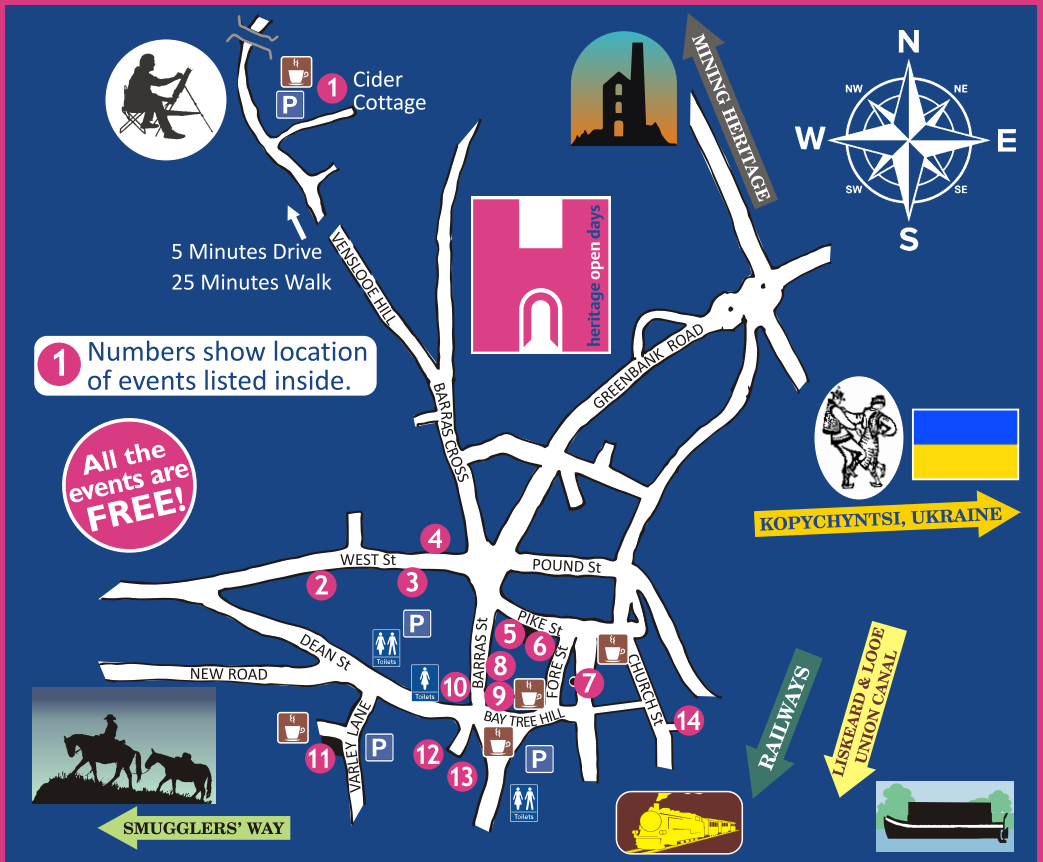 N
NW
NE
W
E
SW
SE
S
MINING HERITAGE
P
1
Cider
Cottage
5 Minutes Drive
25 Minutes Walk
VENSLOOE HILL
heritage open days
1
Numbers show location
of events listed inside.
GREENBANK ROAD
BARRAS CROSS
All the
events are
FREE!
KOPYCHYNTSI, UKRAINE
4
WEST St
POUND St
2
3
P
Toilets
PIKE St
5
6
BARRAS St
8
FORE St
CHURCH St
DEAN St
NEW ROAD
Toilets
10
9
7
BAY TREE HILL
14
VARLEY LANE
11
P
12
13
P
Toilets
RAILWAYS
LISKEARD & LOOE
UNION CANAL
SMUGGLERS' WAY